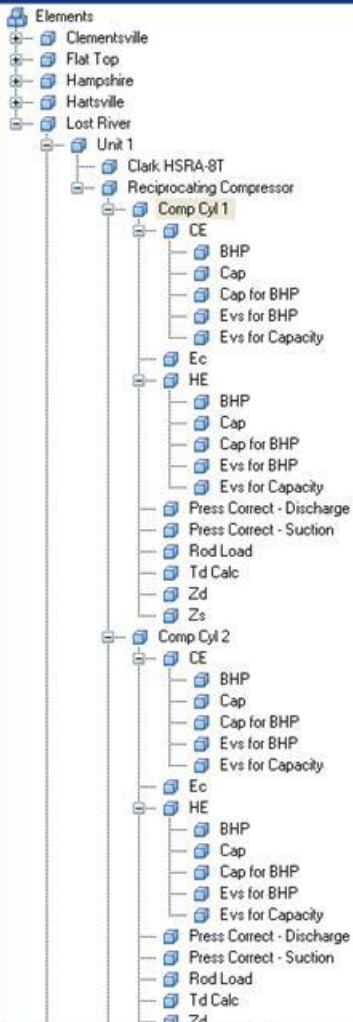 Elements
Clementsville
Flat Top
Hampshire
Hartsville
Lost River
Unit 1
Clark HSRA-8T
Reciprocating Compressor
Comp Cyl 1
CE
BHP
Cap
Cap for BHP
Evs for BHP
Evs for Capacity
Ec
HE
BHP
Cap
Cap for BHP
Evs for BHP
Evs for Capacity
Press Correct - Discharge
Press Correct - Suction
Rod Load
Td Calc
Zd
Zs
Comp Cyl 2
CE
BHP
Cap
Cap for BHP
Evs for BHP
Evs for Capacity
Ec
HE
BHP
Cap
Cap for BHP
Evs for BHP
Evs for Capacity
Press Correct - Discharge
Press Correct - Suction
Rod Load
Td Calc
Zd